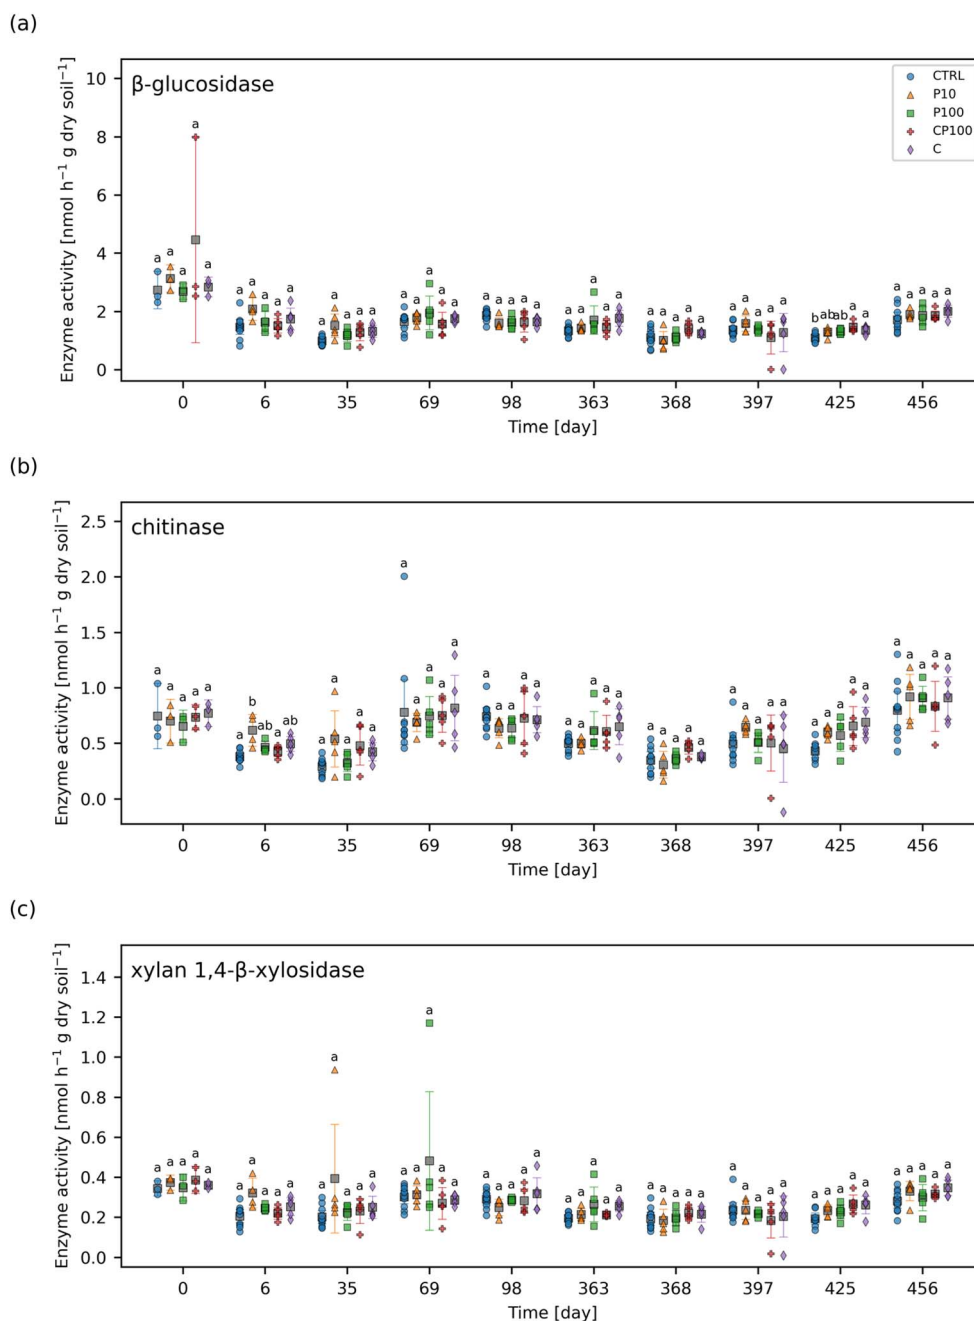 (a)
β-glucosidase
CTRL
P10
P100
CP100
C
Enzyme activity [nmol h⁻¹ g dry soil⁻¹]
10
8
6
4
2
0
a a a a a a a a a a a a a a a a a a a a a a a a a a a a a a a a a a a a a a a b ab ab a a a a a a a
0 6 35 69 98 363 368 397 425 456
Time [day]
(b)
chitinase
Enzyme activity [nmol h⁻¹ g dry soil⁻¹]
2.5
2.0
1.5
1.0
0.5
0.0
a a a a a a b ab a ab a a a a a a a a a a a a a a a a a a a a a a a a a a a a a a a a a a a a a a a a
0 6 35 69 98 363 368 397 425 456
Time [day]
(c)
xylan 1,4-β-xylosidase
Enzyme activity [nmol h⁻¹ g dry soil⁻¹]
1.4
1.2
1.0
0.8
0.6
0.4
0.2
0.0
a a a a a a a a a a a a a a a a a a a a a a a a a a a a a a a a a a a a a a a a a a a a a a a a a a
0 6 35 69 98 363 368 397 425 456
Time [day]